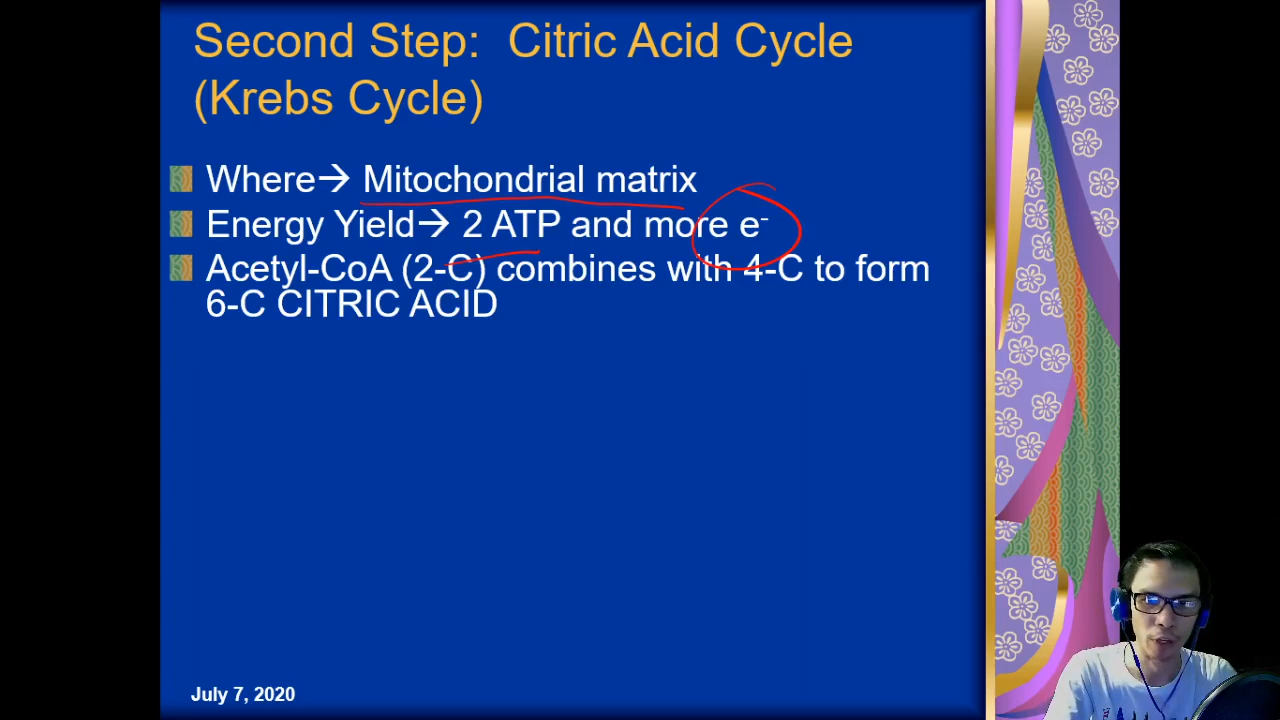 Second Step:  Citric Acid Cycle
(Krebs Cycle)
Where→ Mitochondrial matrix
Energy Yield→ 2 ATP and more e⁻
Acetyl-CoA (2-C) combines with 4-C to form
6-C CITRIC ACID
July 7, 2020